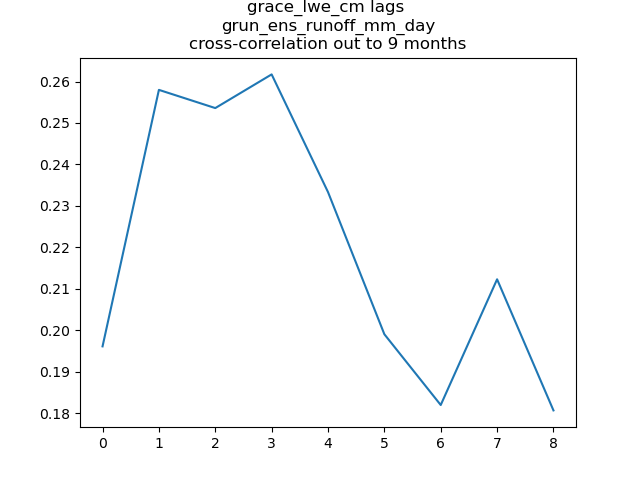 grace_lwe_cm lags
grun_ens_runoff_mm_day
cross-correlation out to 9 months
0.26
0.25
0.24
0.23
0.22
0.21
0.20
0.19
0.18
0 1 2 3 4 5 6 7 8